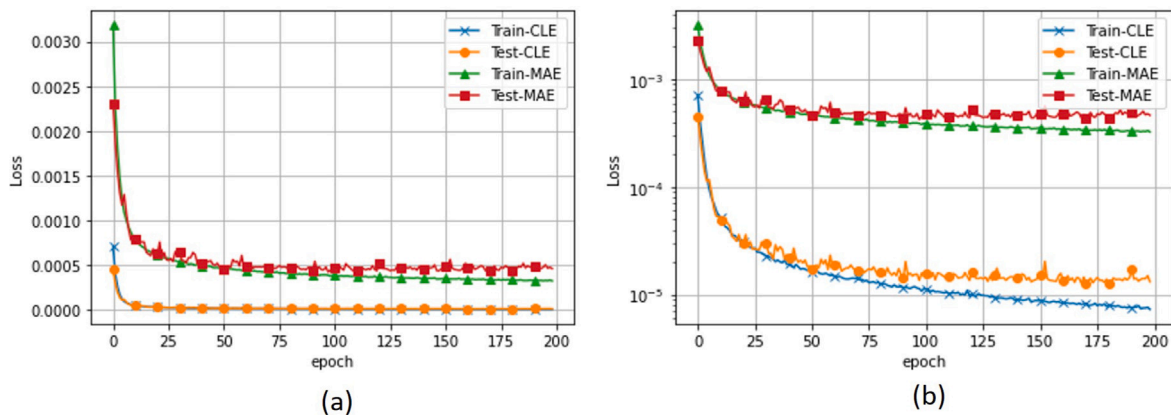 0.0030
0.0025
0.0020
0.0015
0.0010
0.0005
0.0000
Loss
0 25 50 75 100 125 150 175 200
epoch
Train-CLE
Test-CLE
Train-MAE
Test-MAE
(a)
10⁻³
10⁻⁴
10⁻⁵
Loss
0 25 50 75 100 125 150 175 200
epoch
Train-CLE
Test-CLE
Train-MAE
Test-MAE
(b)